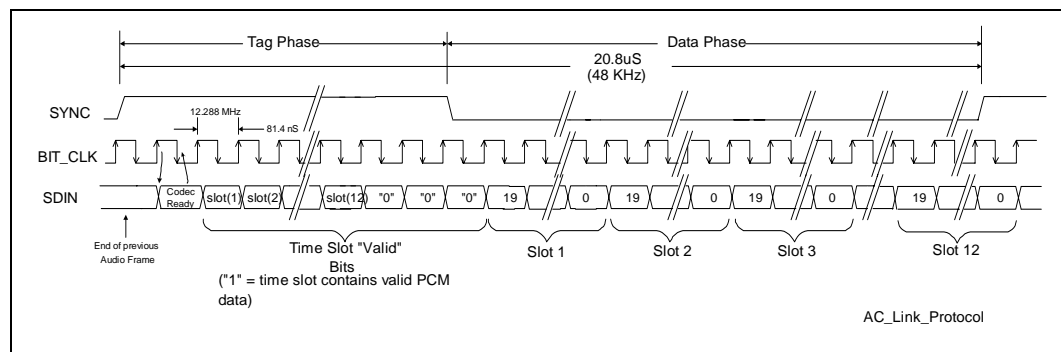 Tag Phase
Data Phase
20.8uS
(48 KHz)
SYNC
12.288 MHz
81.4 nS
BIT_CLK
SDIN
Codec
Ready
slot(1)
slot(2)
slot(12)
"0"
"0"
"0"
19
0
19
0
19
0
19
0
End of previous
Audio Frame
Time Slot "Valid"
Bits
("1" = time slot contains valid PCM
data)
Slot 1
Slot 2
Slot 3
Slot 12
AC_Link_Protocol